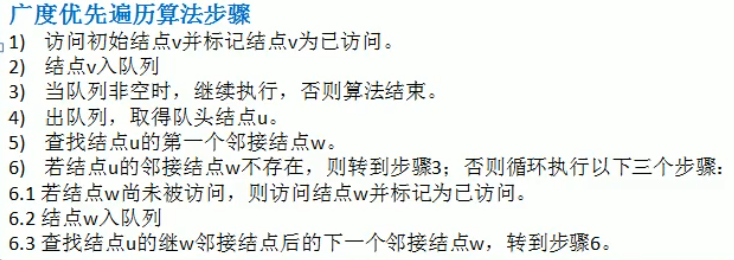 广度优先遍历算法步骤
1) 访问初始结点v并标记结点v为已访问。
2) 结点v入队列
3) 当队列非空时，继续执行，否则算法结束。
4) 出队列，取得队头结点u。
5) 查找结点u的第一个邻接结点w。
6) 若结点u的邻接结点w不存在，则转到步骤3；否则循环执行以下三个步骤：
6.1 若结点w尚未被访问，则访问结点w并标记为已访问。
6.2 结点w入队列
6.3 查找结点u的继w邻接结点后的下一个邻接结点w，转到步骤6。